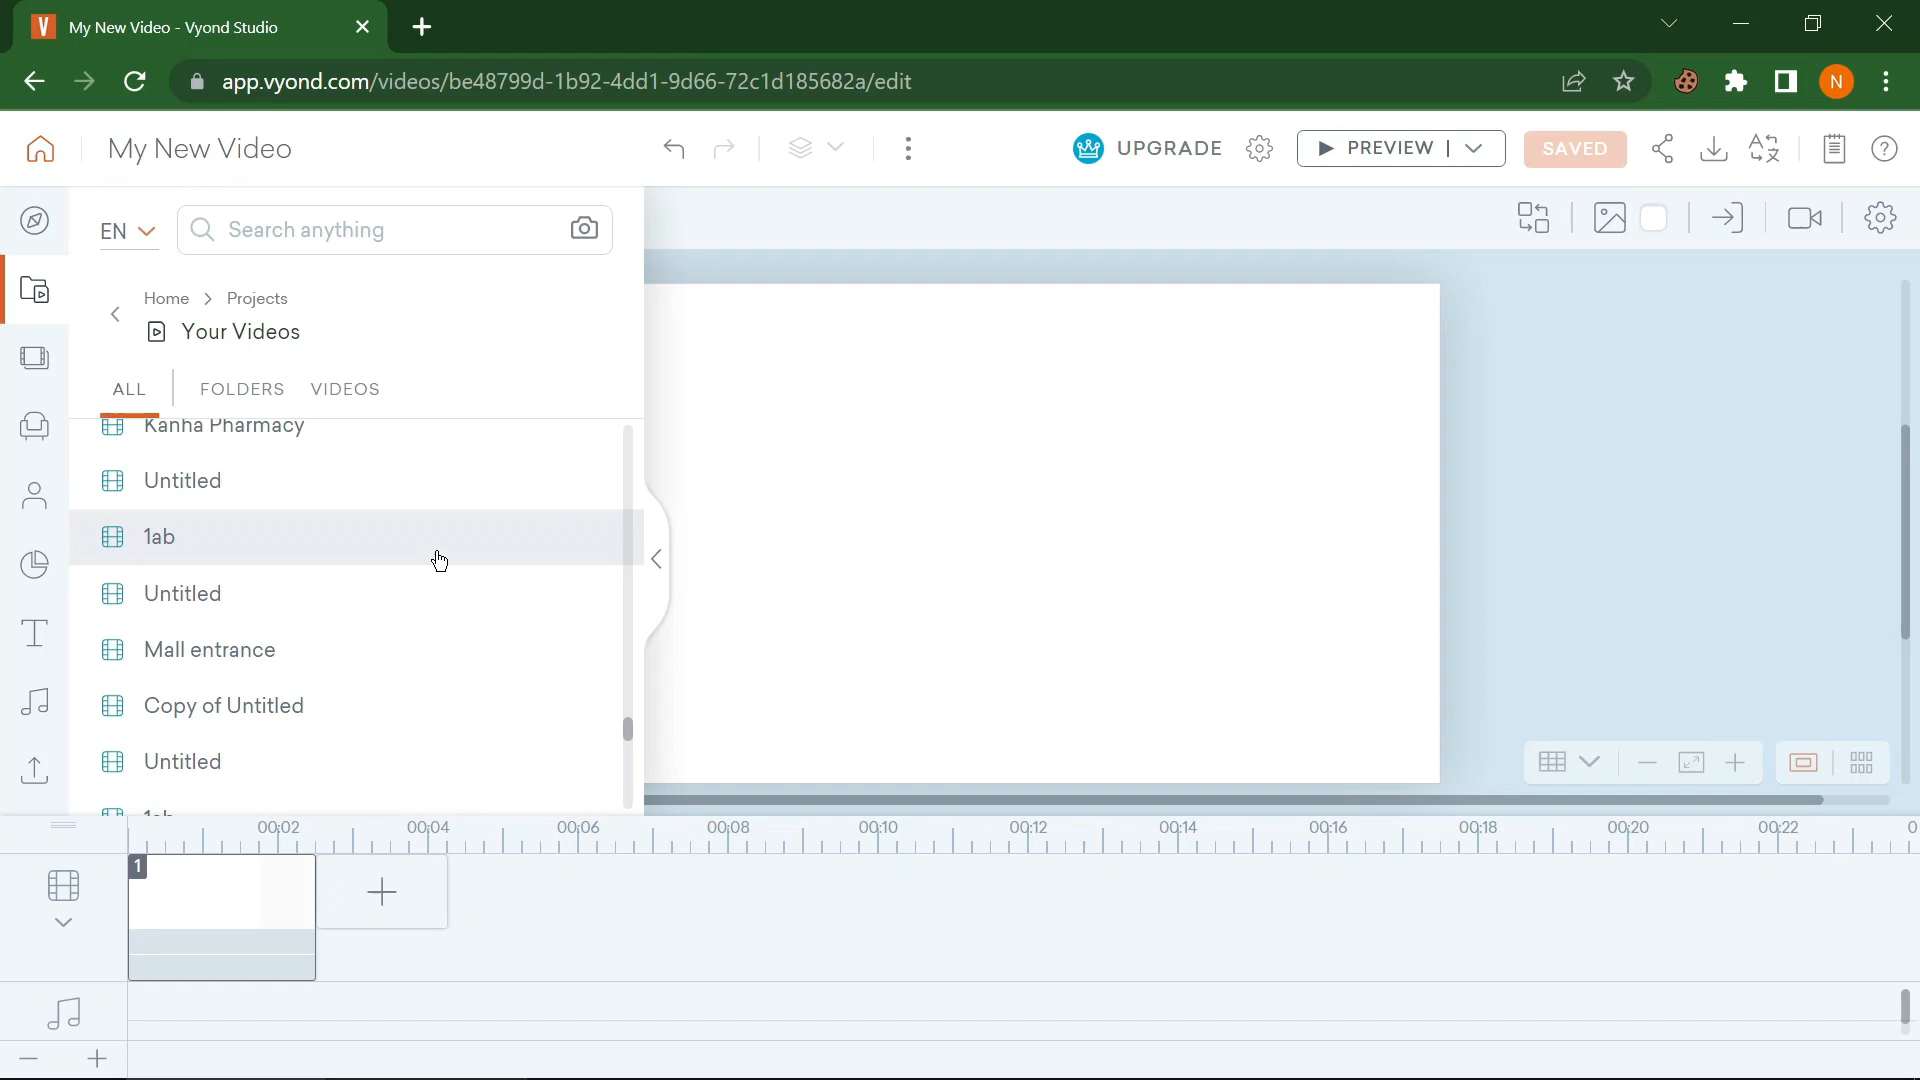 My New Video - Vyond Studio
app.vyond.com/videos/be48799d-1b92-4dd1-9d66-72c1d185682a/edit
N
My New Video
UPGRADE
PREVIEW
SAVED
EN
Search anything
Home > Projects
Your Videos
ALL
FOLDERS
VIDEOS
Kanha Pharmacy
Untitled
1ab
Untitled
Mall entrance
Copy of Untitled
Untitled
00:02 00:04 00:06 00:08 00:10 00:12 00:14 00:16 00:18 00:20 00:22
1